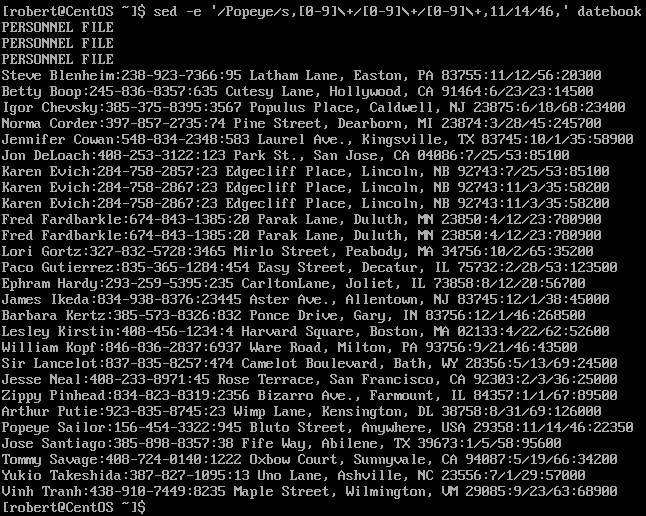 [robert@CentOS ~]$ sed -e '/Popeye/s,[0-9]\+/[0-9]\+/[0-9]\+,11/14/46,' datebook
PERSONNEL FILE
PERSONNEL FILE
PERSONNEL FILE
Steve Blenheim:238-923-7366:95 Latham Lane, Easton, PA 83755:11/12/56:20300
Betty Boop:245-836-8357:635 Cutesy Lane, Hollywood, CA 91464:6/23/23:14500
Igor Chevsky:385-375-8395:3567 Populus Place, Caldwell, NJ 23875:6/18/68:23400
Norma Corder:397-857-2735:74 Pine Street, Dearborn, MI 23874:3/28/45:245700
Jennifer Cowan:548-834-2348:583 Laurel Ave., Kingsville, TX 83745:10/1/35:58900
Jon DeLoach:408-253-3122:123 Park St., San Jose, CA 04086:7/25/53:85100
Karen Evich:284-758-2857:23 Edgecliff Place, Lincoln, NB 92743:7/25/53:85100
Karen Evich:284-758-2867:23 Edgecliff Place, Lincoln, NB 92743:11/3/35:58200
Karen Evich:284-758-2867:23 Edgecliff Place, Lincoln, NB 92743:11/3/35:58200
Fred Fardbarkle:674-843-1385:20 Parak Lane, Duluth, MN 23850:4/12/23:780900
Fred Fardbarkle:674-843-1385:20 Parak Lane, Duluth, MN 23850:4/12/23:780900
Lori Gortz:327-832-5728:3465 Mirlo Street, Peabody, MA 34756:10/2/65:35200
Paco Gutierrez:835-365-1284:454 Easy Street, Decatur, IL 75732:2/28/53:123500
Ephram Hardy:293-259-5395:235 CarltonLane, Joliet, IL 73858:8/12/20:56700
James Ikeda:834-938-8376:23445 Aster Ave., Allentown, NJ 83745:12/1/38:45000
Barbara Kertz:385-573-8326:832 Ponce Drive, Gary, IN 83756:12/1/46:268500
Lesley Kirstin:408-456-1234:4 Harvard Square, Boston, MA 02133:4/22/62:52600
William Kopf:846-836-2837:6937 Ware Road, Milton, PA 93756:9/21/46:43500
Sir Lancelot:837-835-8257:474 Camelot Boulevard, Bath, WY 28356:5/13/69:24500
Jesse Neal:408-233-8971:45 Rose Terrace, San Francisco, CA 92303:2/3/36:25000
Zippy Pinhead:834-823-8319:2356 Bizarro Ave., Farmount, IL 84357:1/1/67:89500
Arthur Putie:923-835-8745:23 Wimp Lane, Kensington, DL 38758:8/31/69:126000
Popeye Sailor:156-454-3322:945 Bluto Street, Anywhere, USA 29358:11/14/46:22350
Jose Santiago:385-898-8357:38 Fife Way, Abilene, TX 39673:1/5/58:95600
Tommy Savage:408-724-0140:1222 Oxbow Court, Sunnyvale, CA 94087:5/19/66:34200
Yukio Takeshida:387-827-1095:13 Uno Lane, Ashville, NC 23556:7/1/29:57000
Vinh Tranh:438-910-7449:8235 Maple Street, Wilmington, VM 29085:9/23/63:68900
[robert@CentOS ~]$